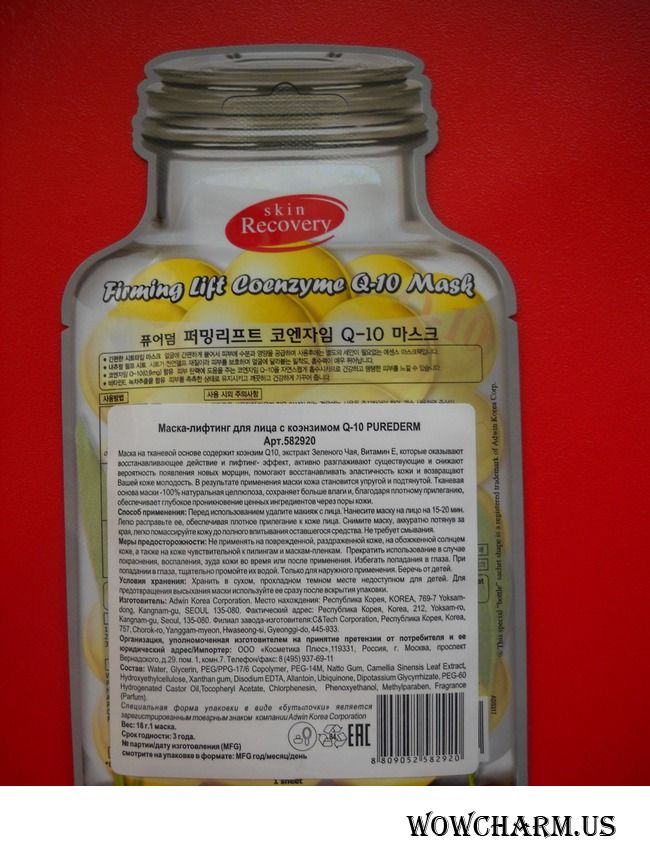 skin
Recovery
Firming Lift Coenzyme Q-10 Mask
퓨어덤 퍼밍리프트 코엔자임 Q-10 마스크
사용방법
사용 시의 주의사항
Маска-лифтинг для лица с коэнзимом Q-10 PUREDERM
Арт.582920
Маска на тканевой основе содержит коэнзим Q10, экстракт Зеленого Чая, Витамин Е, которые оказывают
восстанавливающее действие и лифтинг- эффект, активно разглаживают существующие и снижают
вероятность появления новых морщин, помогают восстанавливать эластичность кожи и возвращают
Вашей коже молодость. В результате применения маски кожа становится упругой и подтянутой. Тканевая
основа маски -100% натуральная целлюлоза, сохраняет больше влаги и, благодаря плотному прилеганию,
обеспечивает глубокое проникновение ценных ингредиентов через поры кожи.
Способ применения: Перед использованием удалите макияж с лица. Нанесите маску на лицо на 15-20 мин.
Легко расправьте ее, обеспечивая плотное прилегание к коже лица. Снимите маску, аккуратно потянув за
края, легко помассируйте кожу до полного впитывания оставшегося средства. Не требует смывания.
Меры предосторожности: Не применять на поврежденной, раздраженной коже, на обожженной солнцем
коже, а также на коже чувствительной к пилингам и маскам-пленкам. Прекратить использование в случае
покраснения, воспаления, зуда кожи во время или после применения. Избегать попадания в глаза. При
попадании в глаза, тщательно промойте их водой. Только для наружного применения. Беречь от детей.
Условия хранения: Хранить в сухом, прохладном темном месте недоступном для детей. Для
предотвращения высыхания маски используйте ее сразу после вскрытия упаковки.
Изготовитель: Adwin Korea Corporation. Место нахождения: Республика Корея, KOREA, 769-7 Yoksam-
dong, Kangnam-gu, SEOUL 135-080. Фактический адрес: Республика Корея, Korea, 212, Yoksam-ro,
Kangnam-gu, Seoul, 135-080. Филиал завода-изготовителя:C&Tech Corporation, Республика Корея, Korea,
757, Chorok-ro, Yanggam-myeon, Hwaseong-si, Gyeonggi-do, 445-933.
Организация, уполномоченная изготовителем на принятие претензии от потребителя и ее
юридический адрес/Импортер: ООО «Косметика Плюс»,119331, Россия, г. Москва, проспект
Вернадского, д.29. пом. 1, комн.7. Телефон/факс: 8 (495) 937-69-11
Состав: Water, Glycerin, PEG/PPG-17/6 Copolymer, PEG-14M, Natto Gum, Camellia Sinensis Leaf Extract,
Hydroxyethylcellulose, Xanthan gum, Disodium EDTA, Allantoin, Ubiquinone, Dipotassium Glycyrrhizate, PEG-60
Hydrogenated Castor Oil,Tocopheryl Acetate, Chlorphenesin, Phenoxyethanol, Methylparaben, Fragrance
(Parfum).
Специальная форма упаковки в виде «бутылочки» является
зарегистрированным товарным знаком компании Adwin Korea Corporation
Вес: 18 г.1 маска.
Срок годности: 3 года.
№ партии/дату изготовления (MFG)
смотрите на упаковке в формате: MFG год/месяц/день
EAC
8 809052 582920
1 sheet
© This special "bottle" sachet shape is a registered trademark of Adwin Korea Corp.
WOWCHARM.US